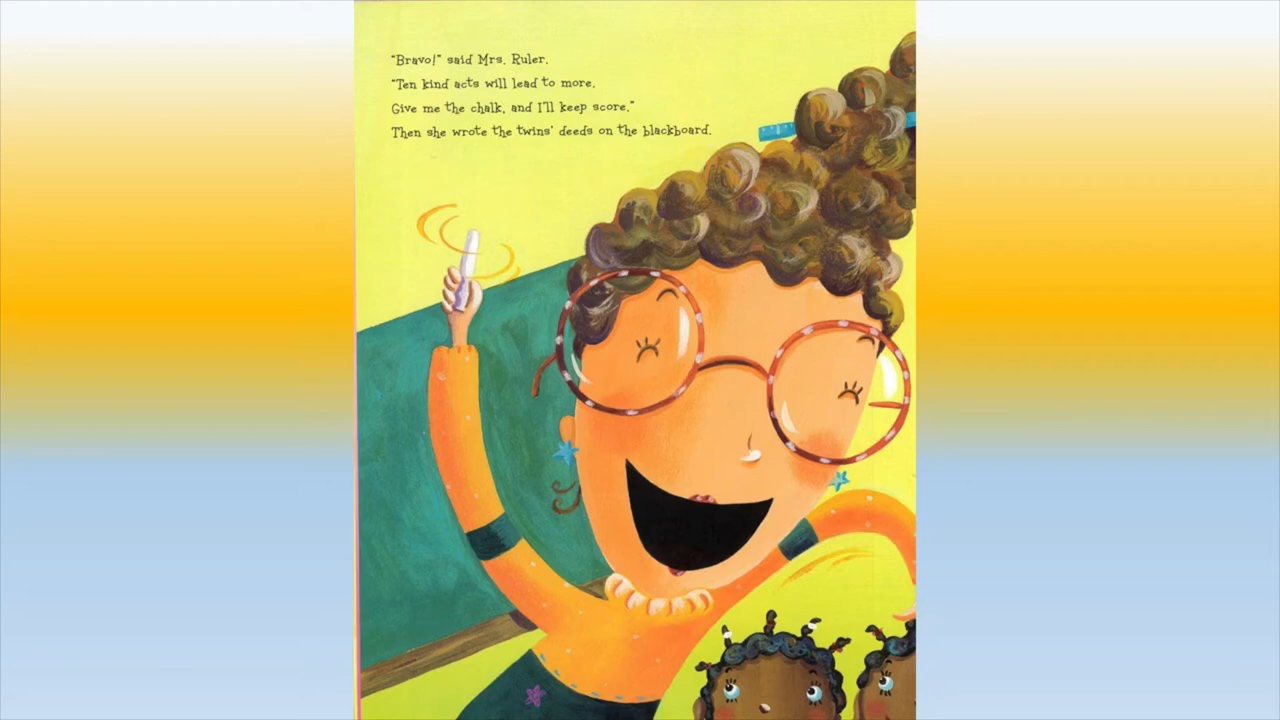 "Bravo!" said Mrs. Ruler.
"Ten kind acts will lead to more.
Give me the chalk, and I'll keep score."
Then she wrote the twins' deeds on the blackboard.